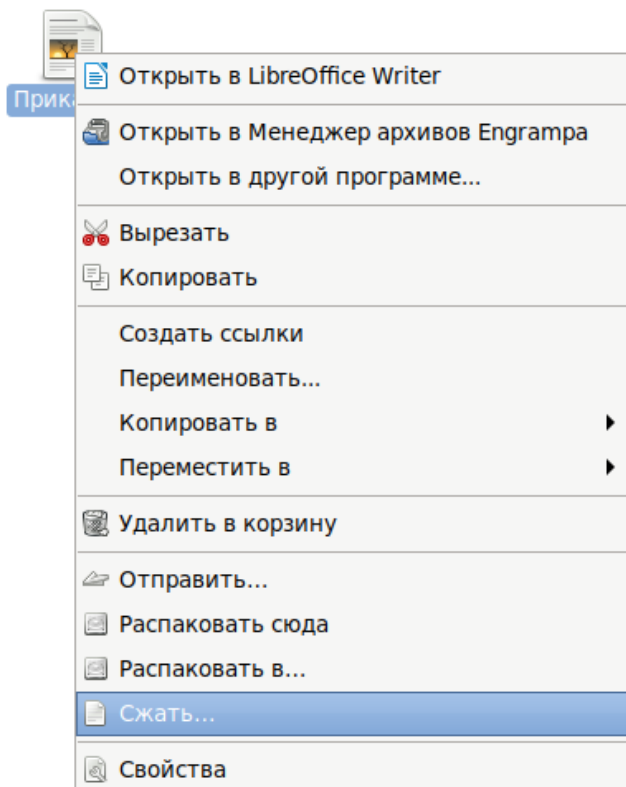 Открыть в LibreOffice Writer
Открыть в Менеджер архивов Engrampa
Открыть в другой программе...
Вырезать
Копировать
Создать ссылки
Переименовать...
Копировать в
Переместить в
Удалить в корзину
Отправить...
Распаковать сюда
Распаковать в...
Сжать...
Свойства